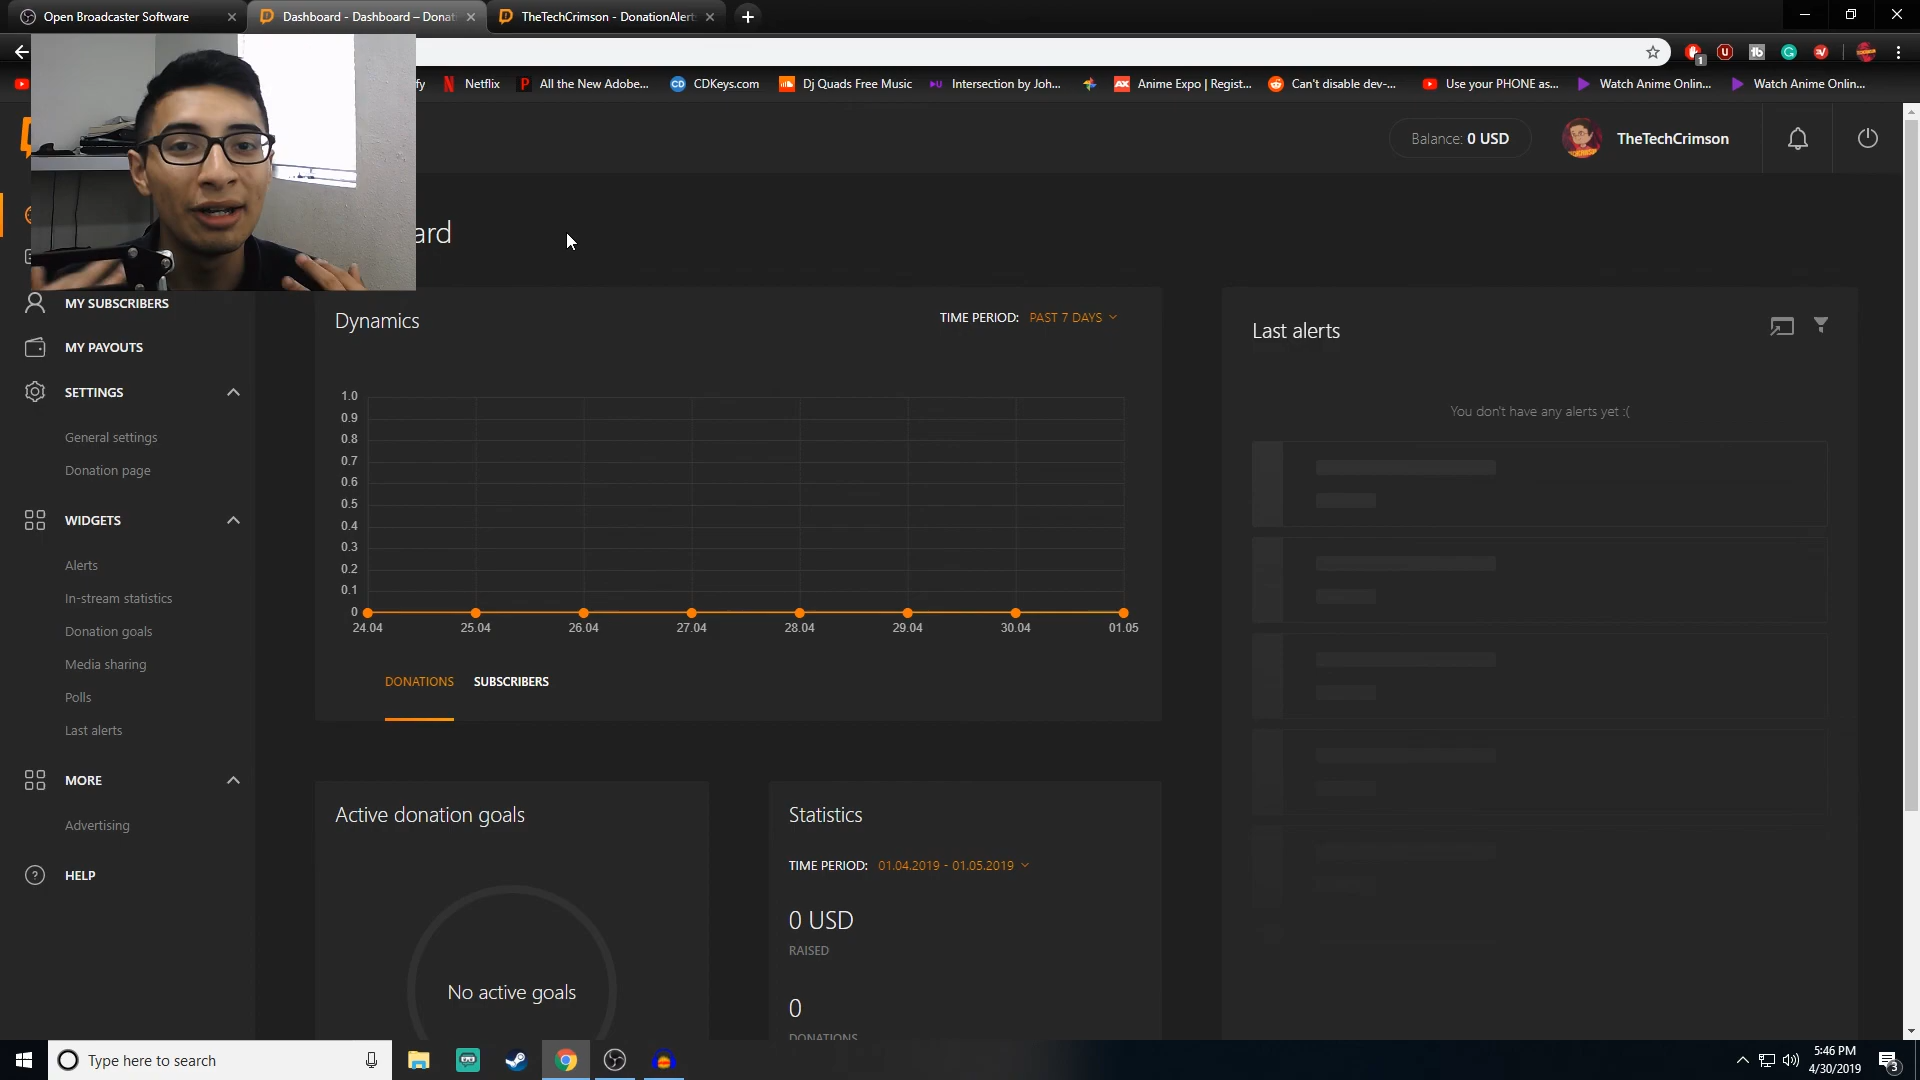 Open Broadcaster Software
Dashboard - Dashboard – Donat
TheTechCrimson - DonationAlert
fy
Netflix
All the New Adobe...
CDKeys.com
Dj Quads Free Music
Intersection by Joh...
Anime Expo | Regist...
Can't disable dev-...
Use your PHONE as...
Watch Anime Onlin...
Watch Anime Onlin...
Balance: 0 USD
TheTechCrimson
ard
MY SUBSCRIBERS
MY PAYOUTS
SETTINGS
General settings
Donation page
WIDGETS
Alerts
In-stream statistics
Donation goals
Media sharing
Polls
Last alerts
MORE
Advertising
HELP
Dynamics
TIME PERIOD: PAST 7 DAYS
1.0
0.9
0.8
0.7
0.6
0.5
0.4
0.3
0.2
0.1
0
24.04 25.04 26.04 27.04 28.04 29.04 30.04 01.05
DONATIONS SUBSCRIBERS
Last alerts
You don't have any alerts yet :(
Active donation goals
No active goals
Statistics
TIME PERIOD: 01.04.2019 - 01.05.2019
0 USD
RAISED
0
DONATIONS
Type here to search
5:46 PM
4/30/2019
3